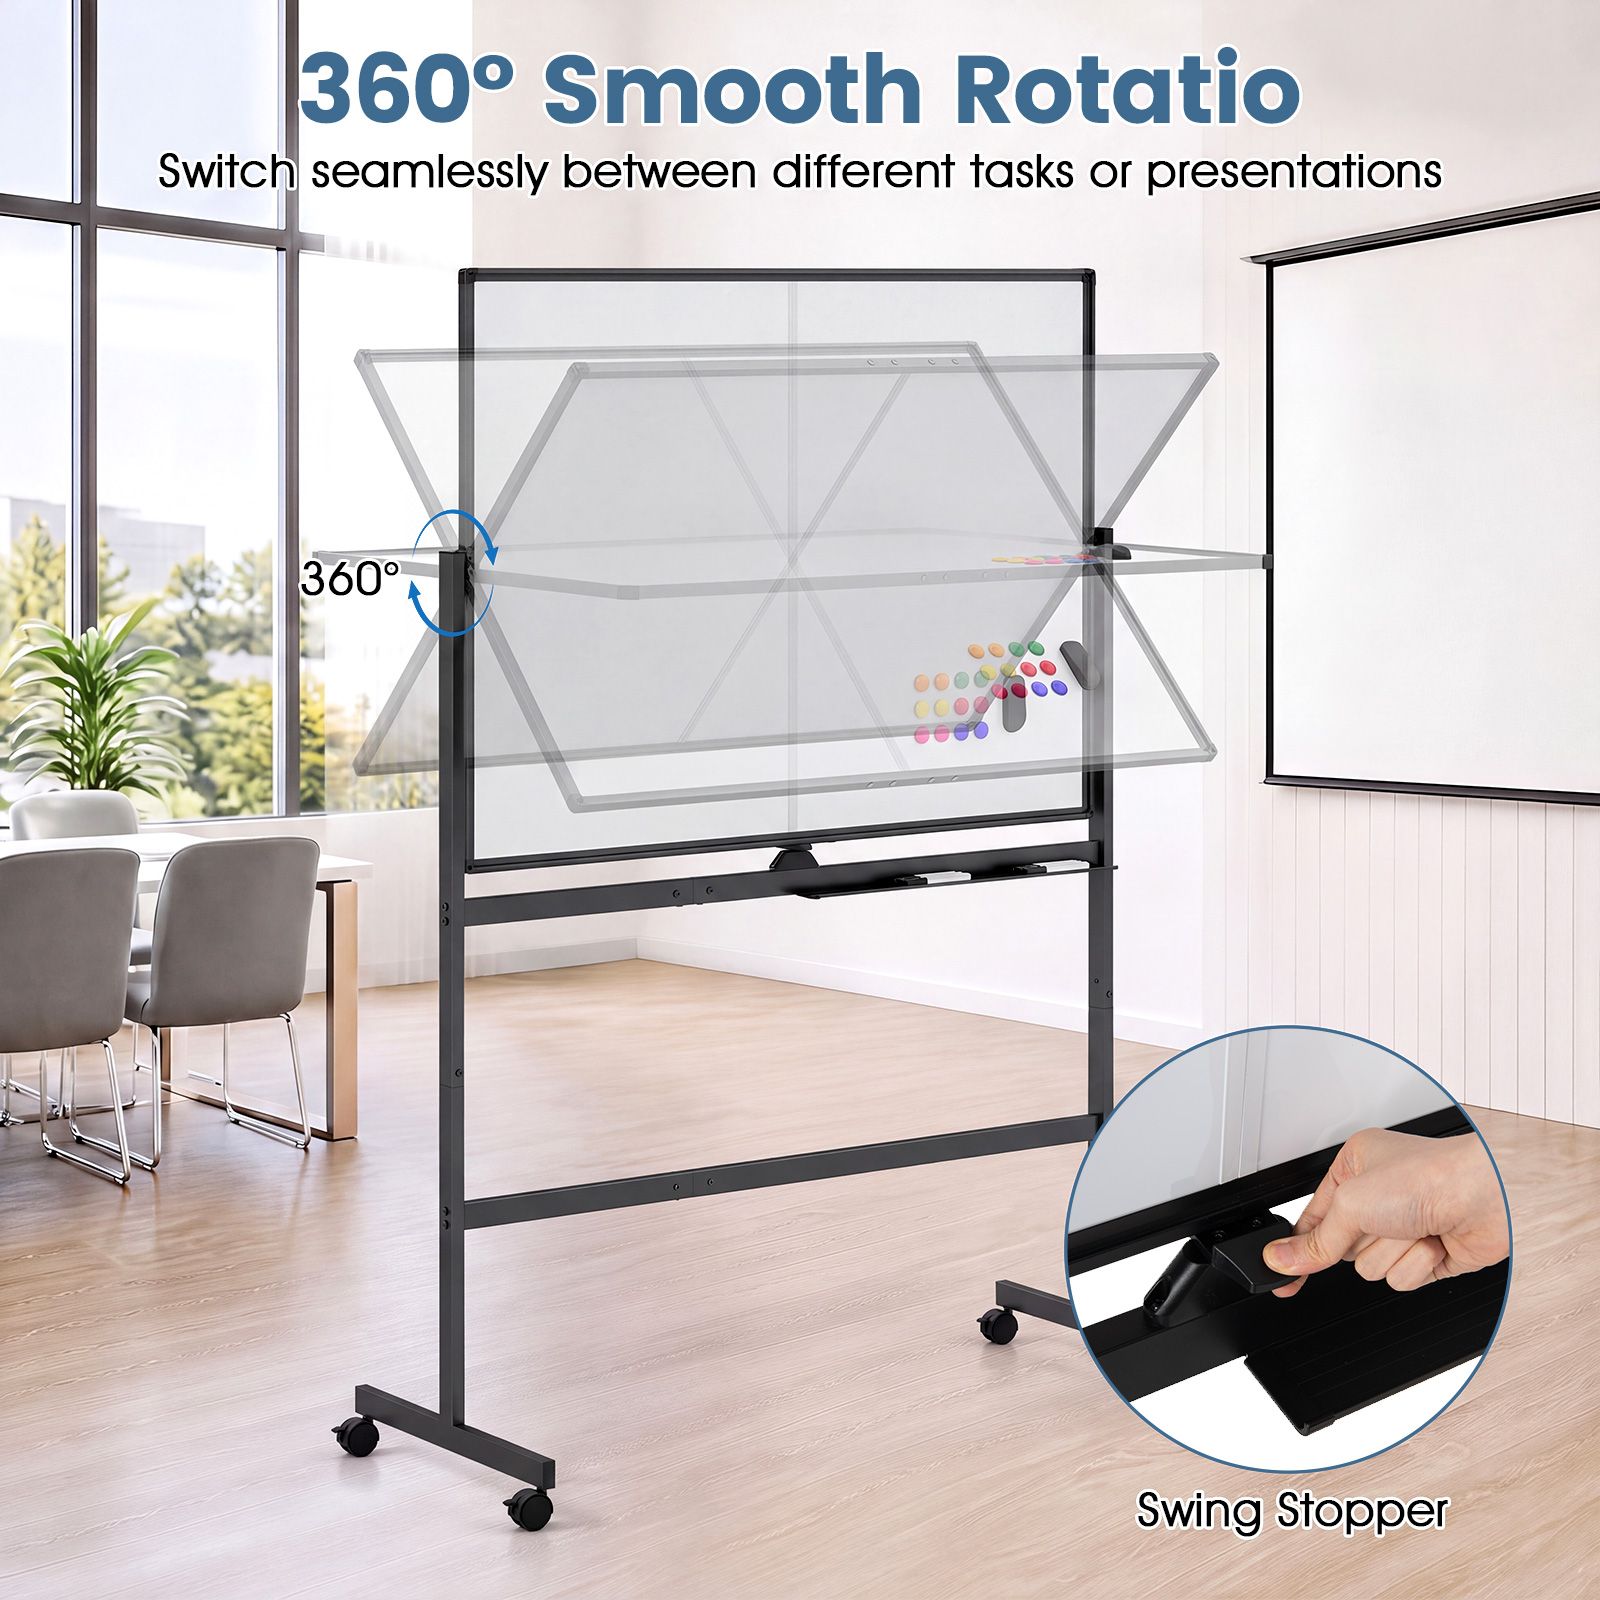 360° Smooth Rotatio
Switch seamlessly between different tasks or presentations
360°
Swing Stopper